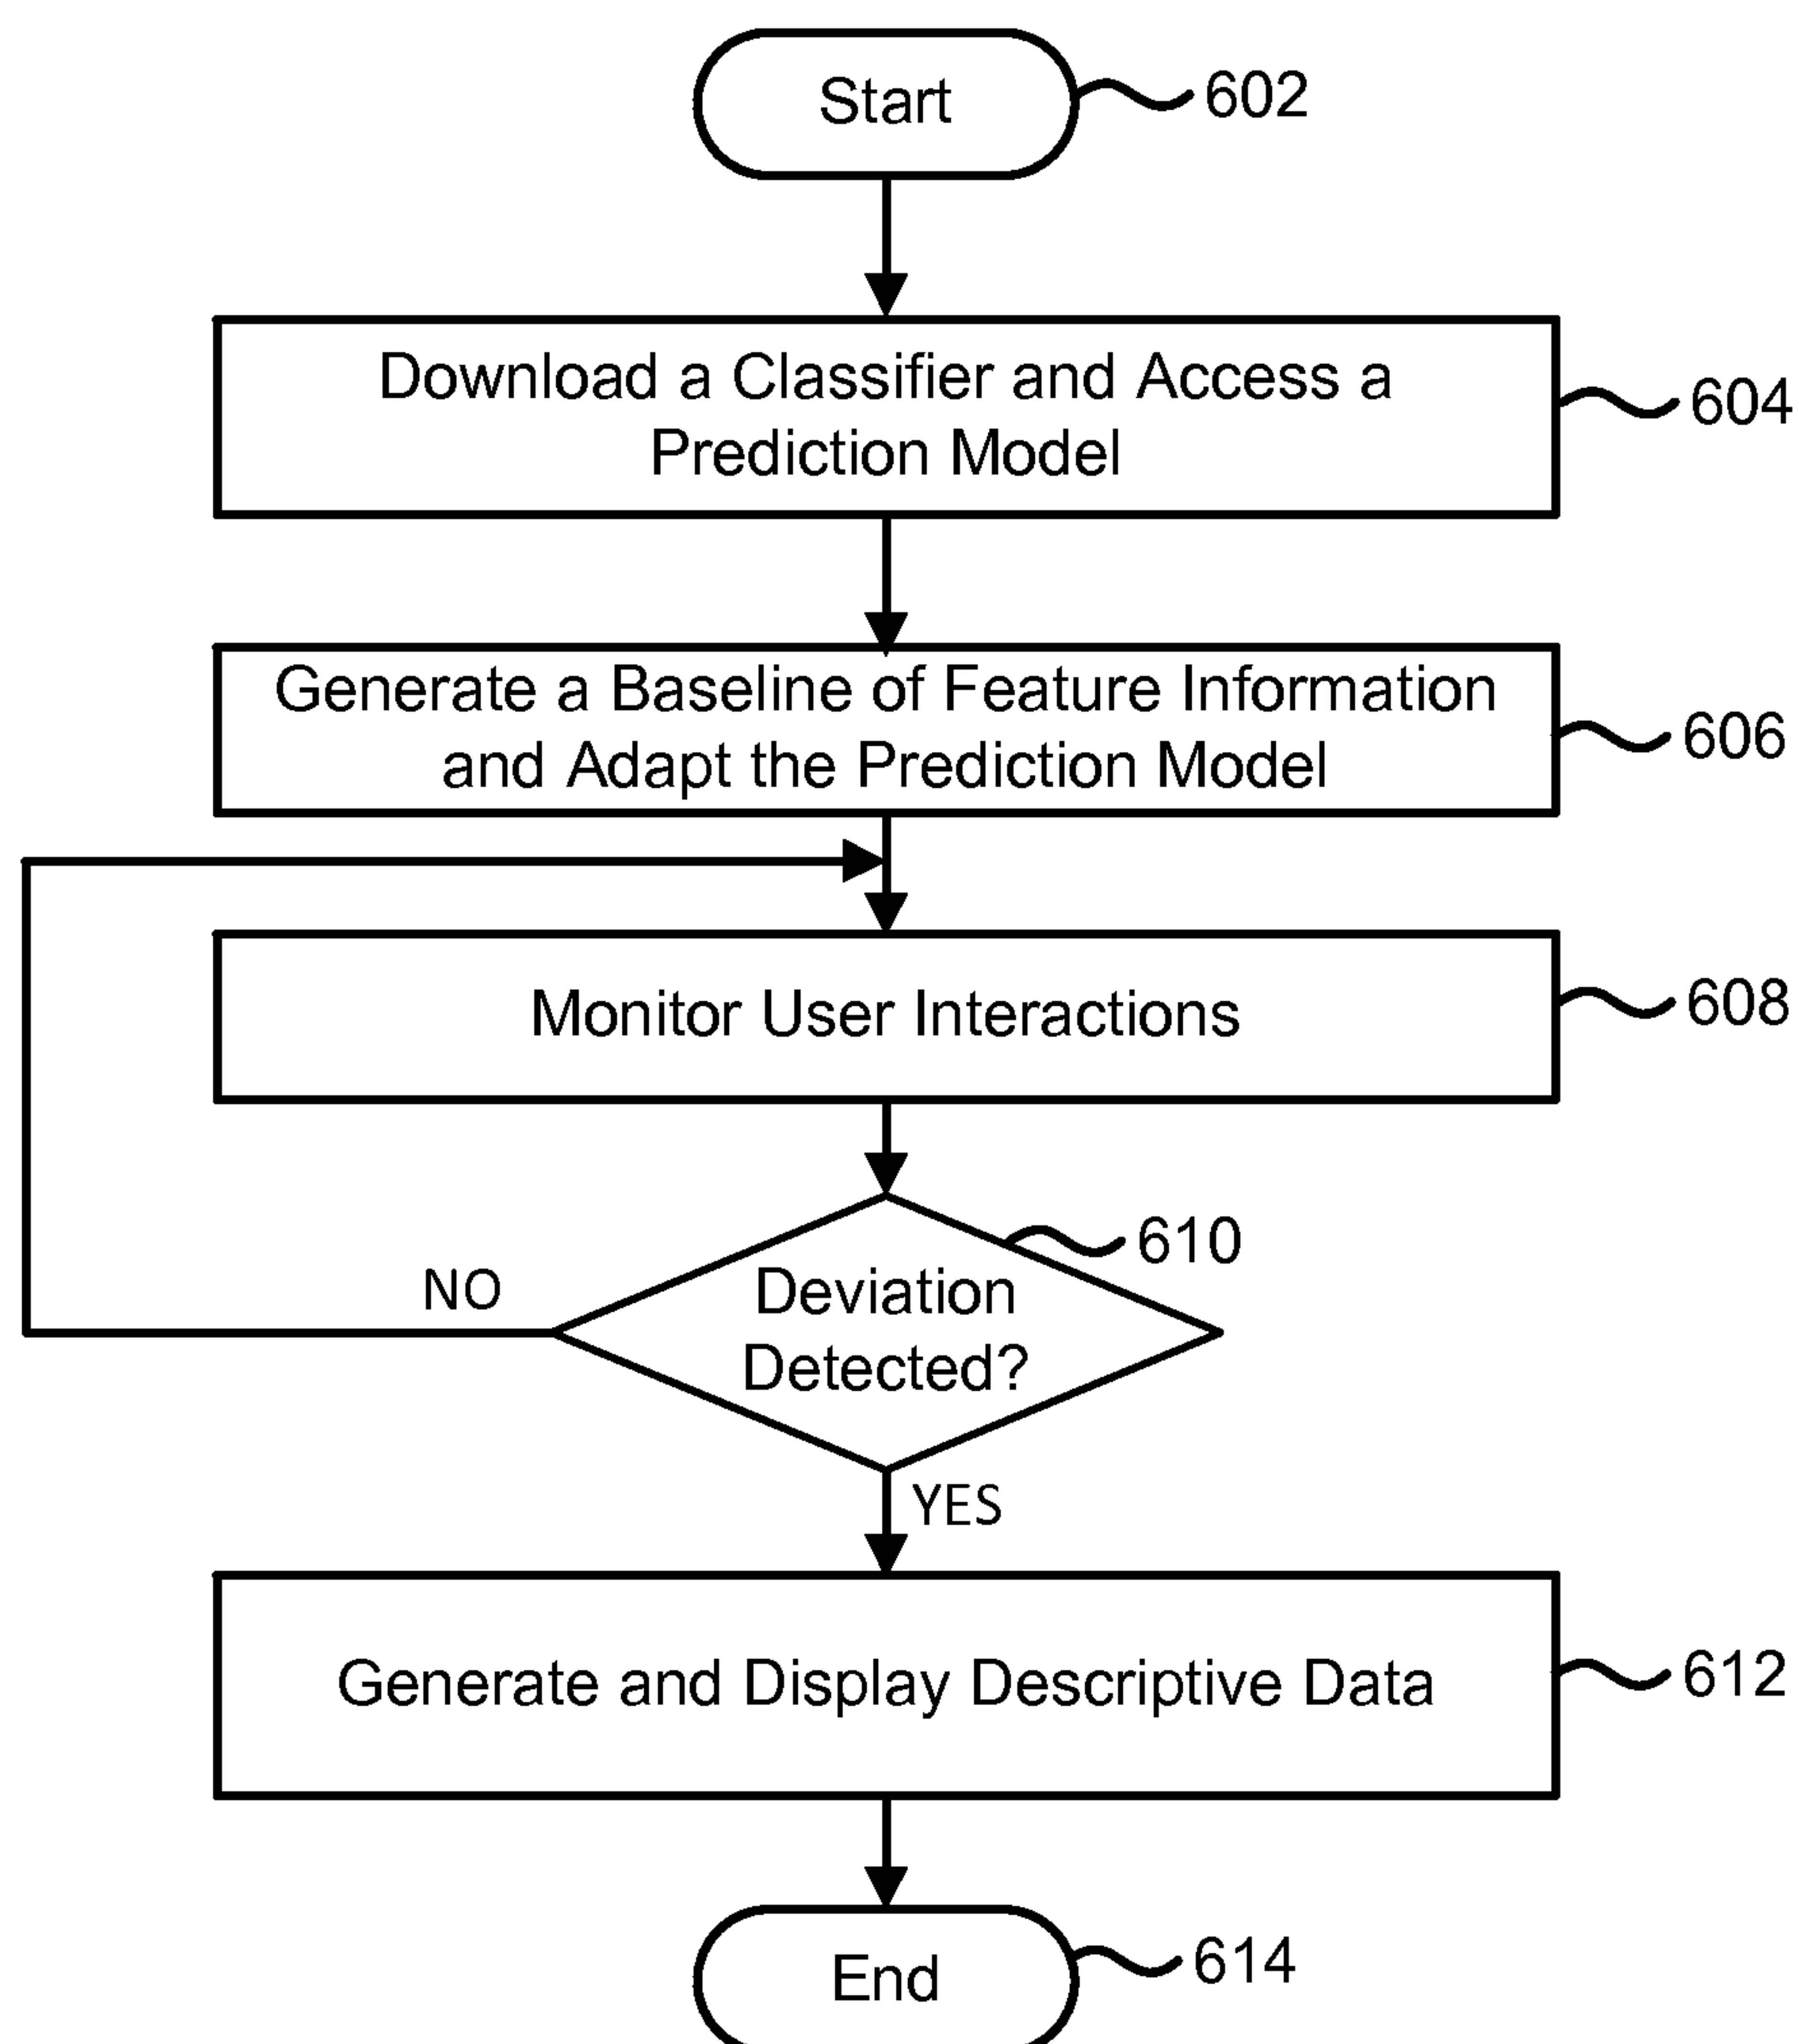 Start
602
Download a Classifier and Access a
Prediction Model
604
Generate a Baseline of Feature Information
and Adapt the Prediction Model
606
Monitor User Interactions
608
610
Deviation
Detected?
NO
YES
Generate and Display Descriptive Data
612
End
614